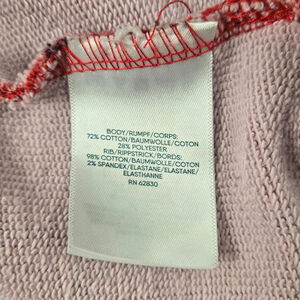 BODY/RUMPF/CORPS:
72% COTTON/BAUMWOLLE/COTON
28% POLYESTER
RIB/RIPPSTRICK/BORDS:
98% COTTON/BAUMWOLLE/COTON
2% SPANDEX/ELASTANE/ELASTANE/
ELASTHANNE
RN 62830